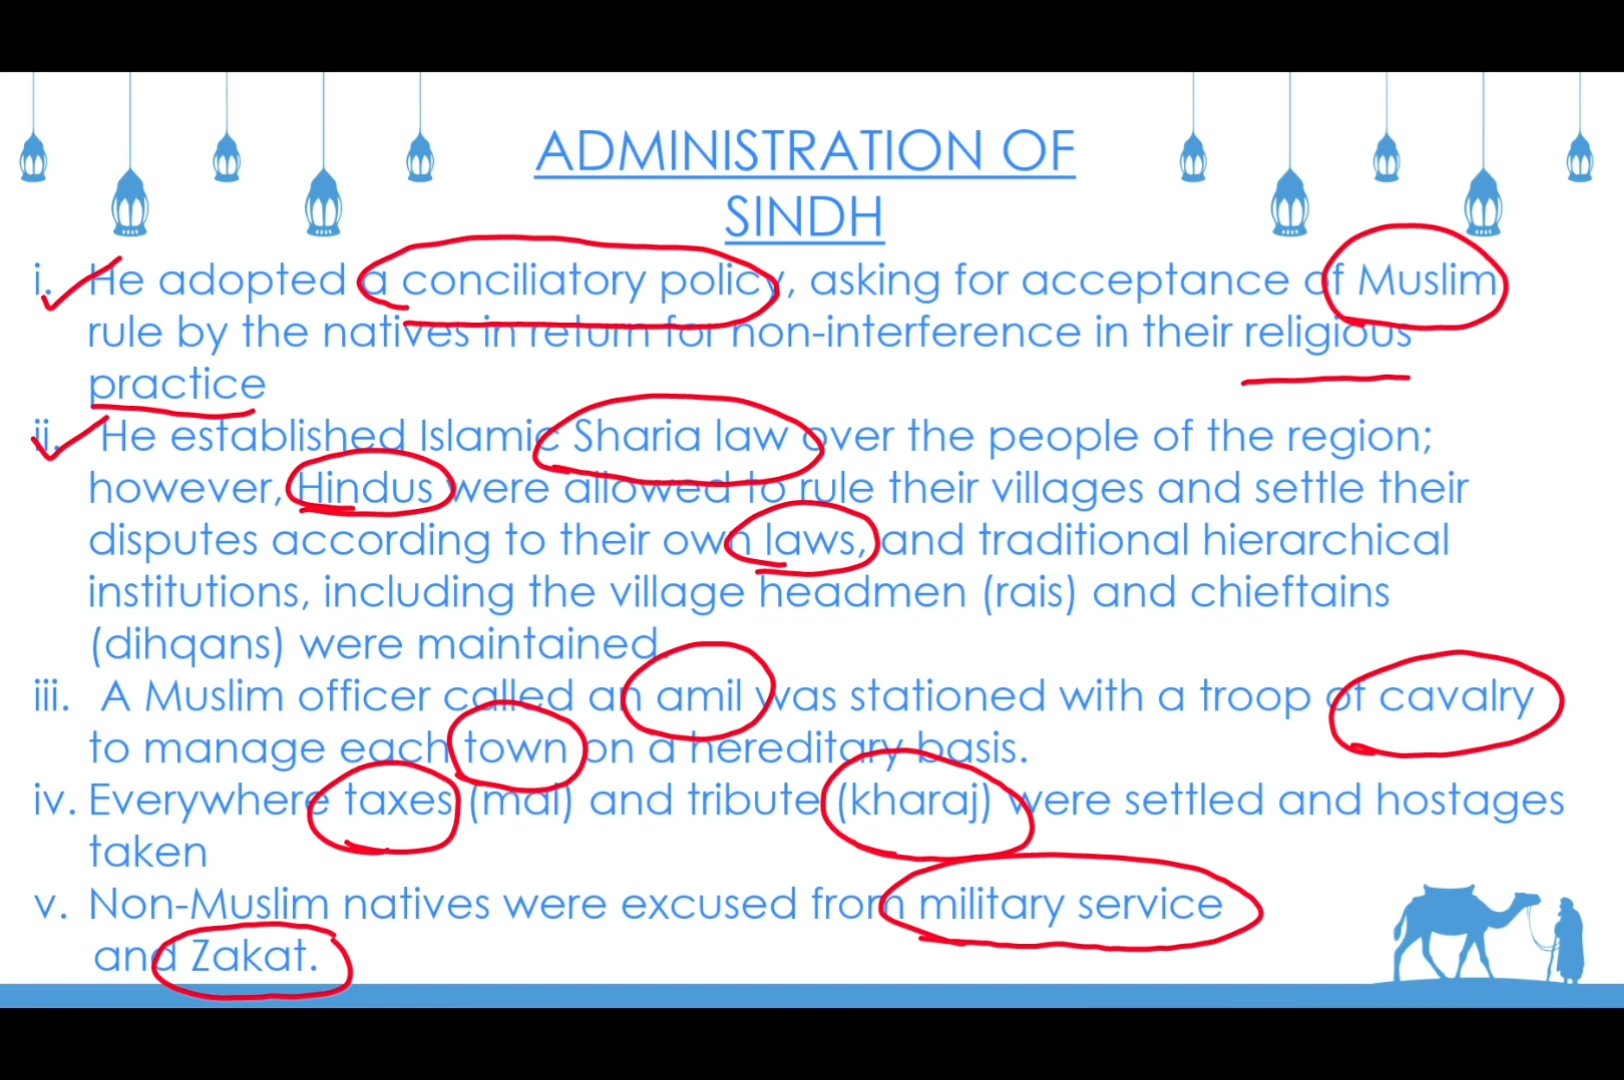 ADMINISTRATION OF
SINDH
i. He adopted a conciliatory policy, asking for acceptance of Muslim
rule by the natives in return for non-interference in their religious
practice
ii. He established Islamic Sharia law over the people of the region;
however, Hindus were allowed to rule their villages and settle their
disputes according to their own laws, and traditional hierarchical
institutions, including the village headmen (rais) and chieftains
(dihqans) were maintained.
iii. A Muslim officer called an amil was stationed with a troop of cavalry
to manage each town on a hereditary basis.
iv. Everywhere taxes (mal) and tribute (kharaj) were settled and hostages
taken
v. Non-Muslim natives were excused from military service
and Zakat.